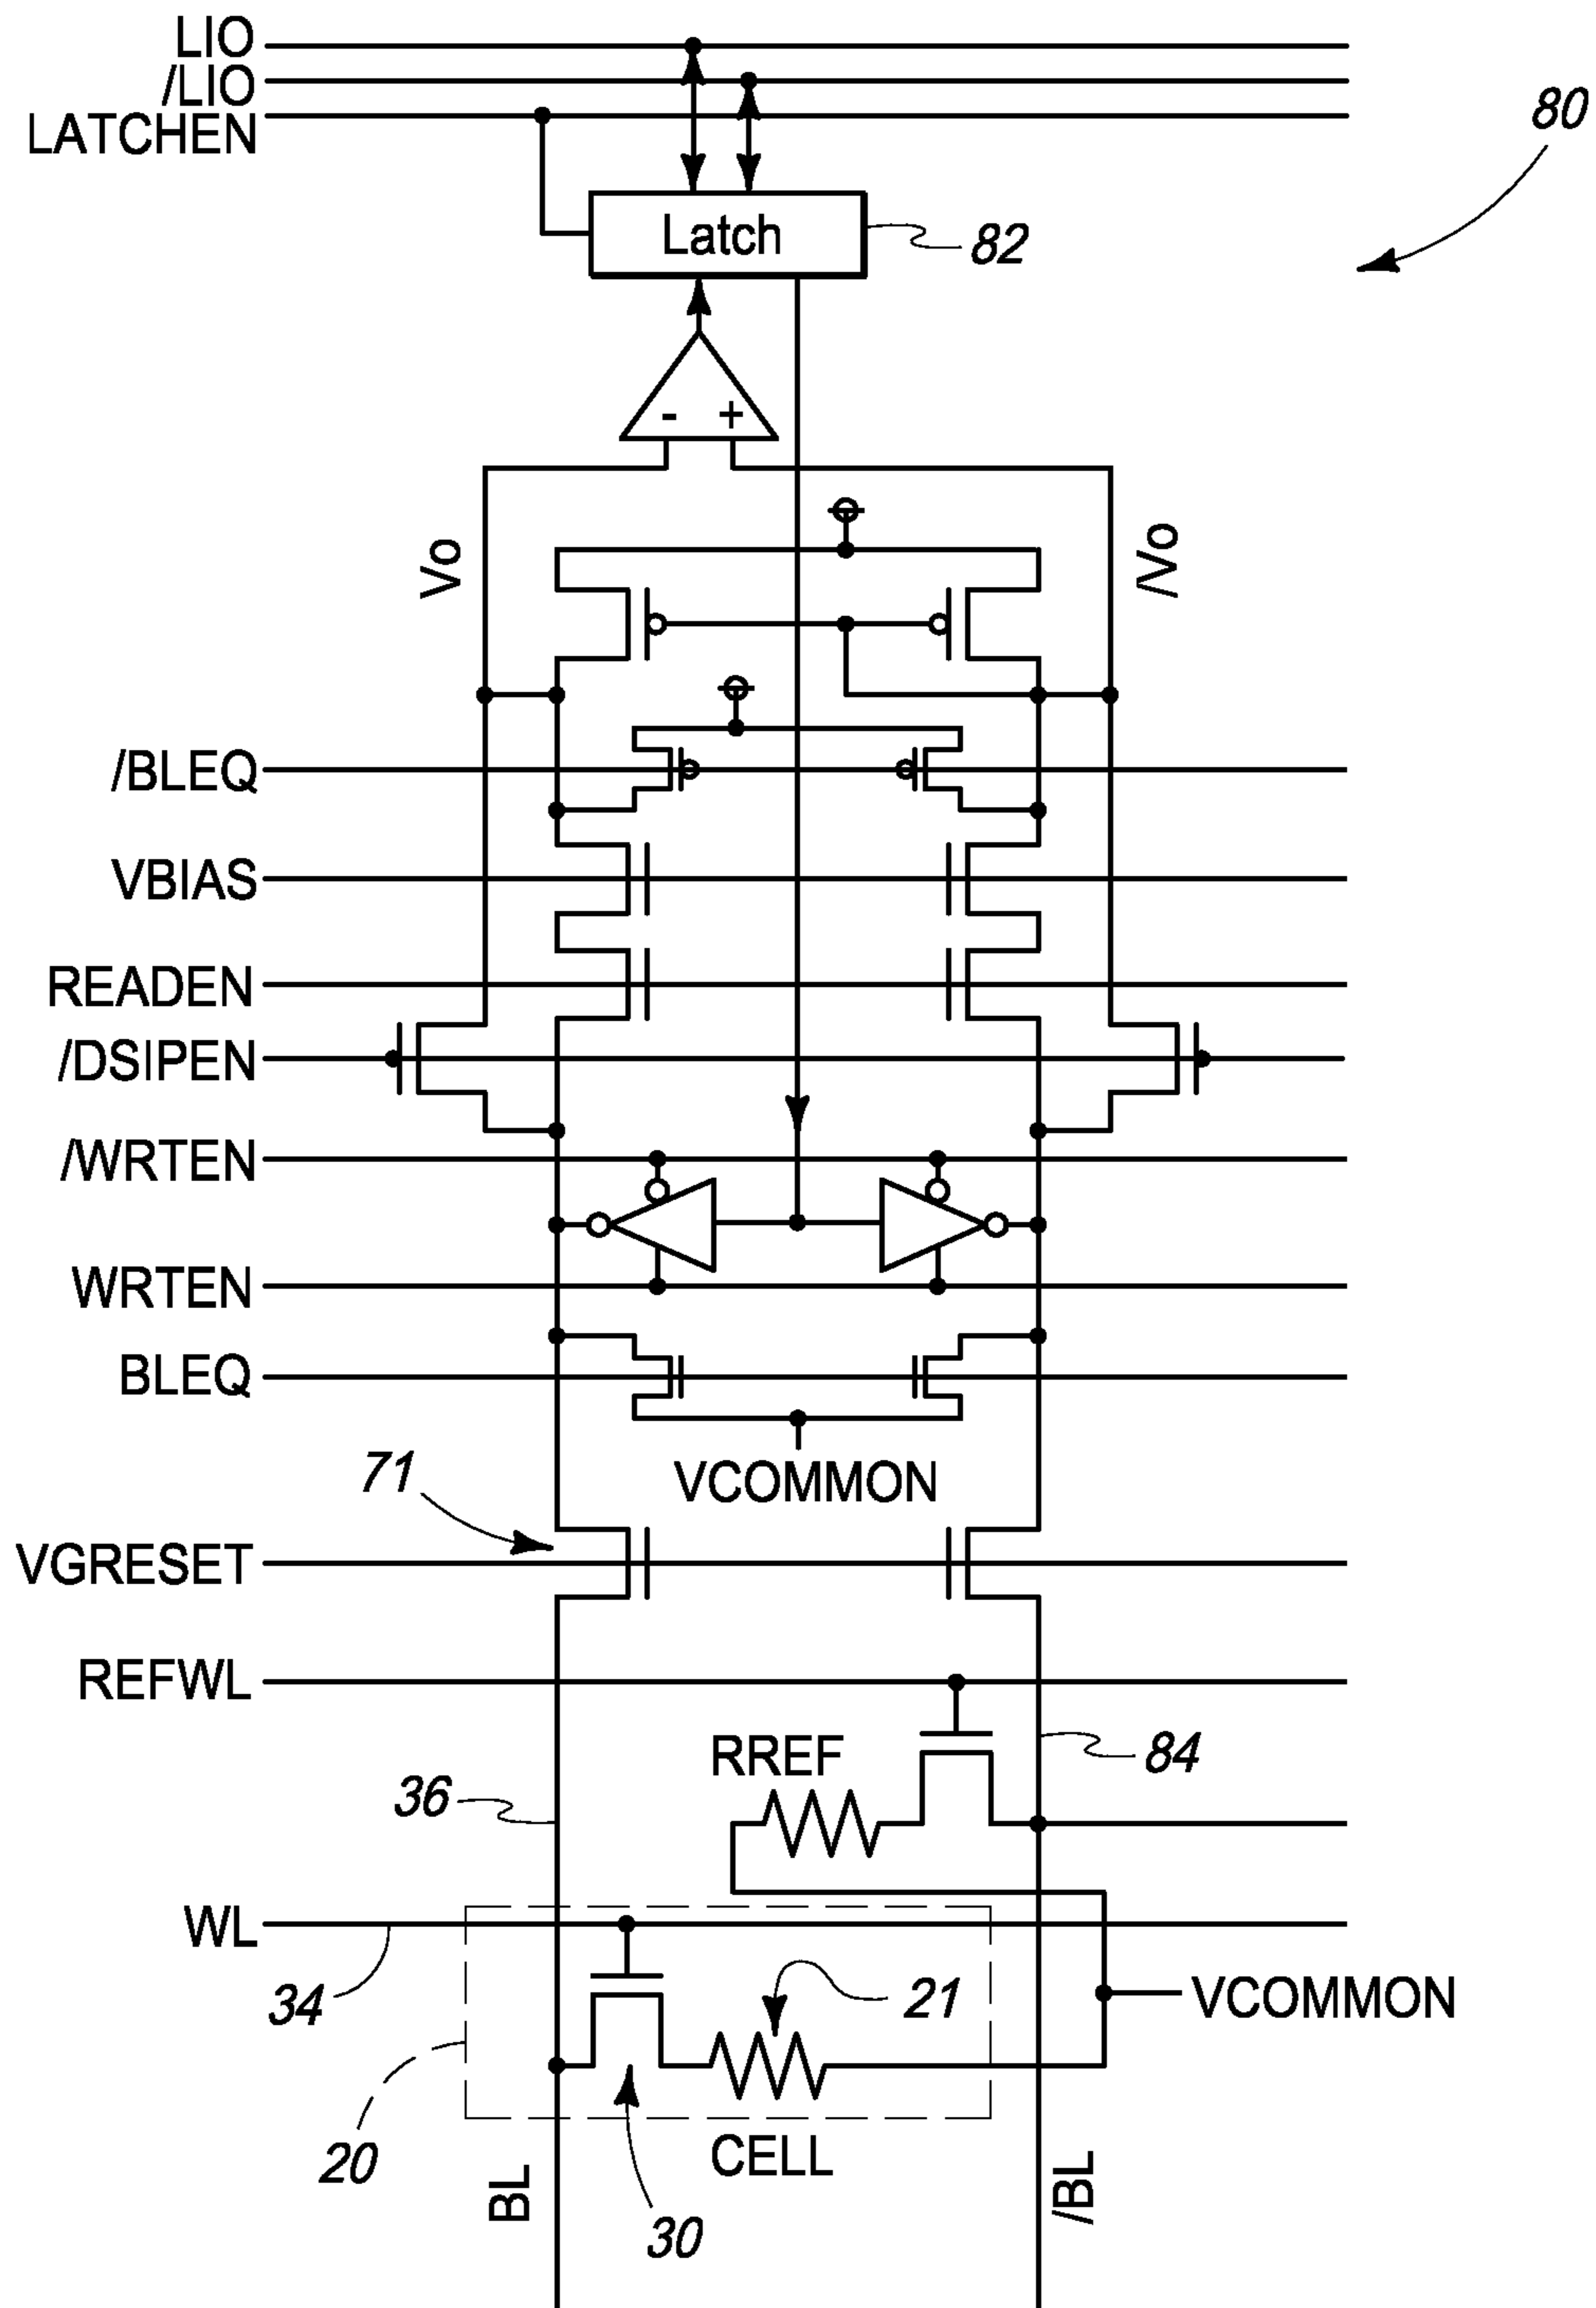 LIO
/LIO
LATCHEN
80
Latch
82
- +
Vo
/Vo
/BLEQ
VBIAS
READEN
/DSIPEN
/WRTEN
WRTEN
BLEQ
VCOMMON
71
VGRESET
REFWL
RREF
84
36
WL
34
21
VCOMMON
20
CELL
BL
/BL
30